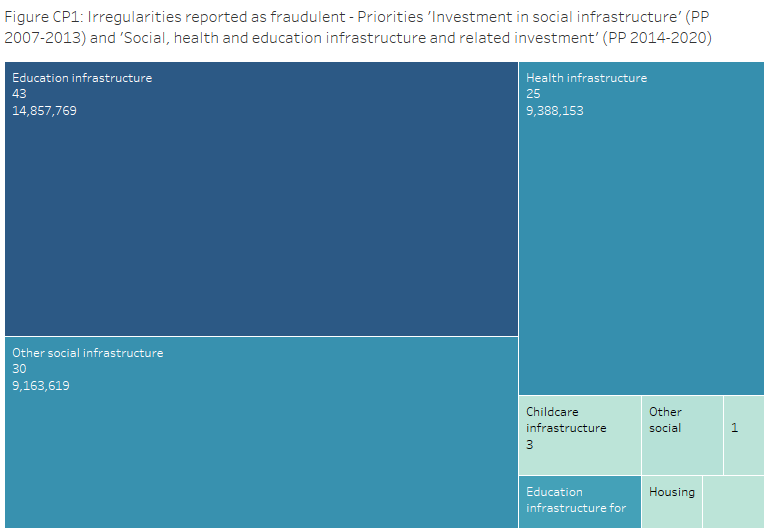 Figure CP1: Irregularities reported as fraudulent - Priorities ‘Investment in social infrastructure’ (PP
2007-2013) and ‘Social, health and education infrastructure and related investment’ (PP 2014-2020)
Education infrastructure
43
14,857,769
Health infrastructure
25
9,388,153
Other social infrastructure
30
9,163,619
Childcare
infrastructure
3
Other
social
1
Education
infrastructure for
Housing